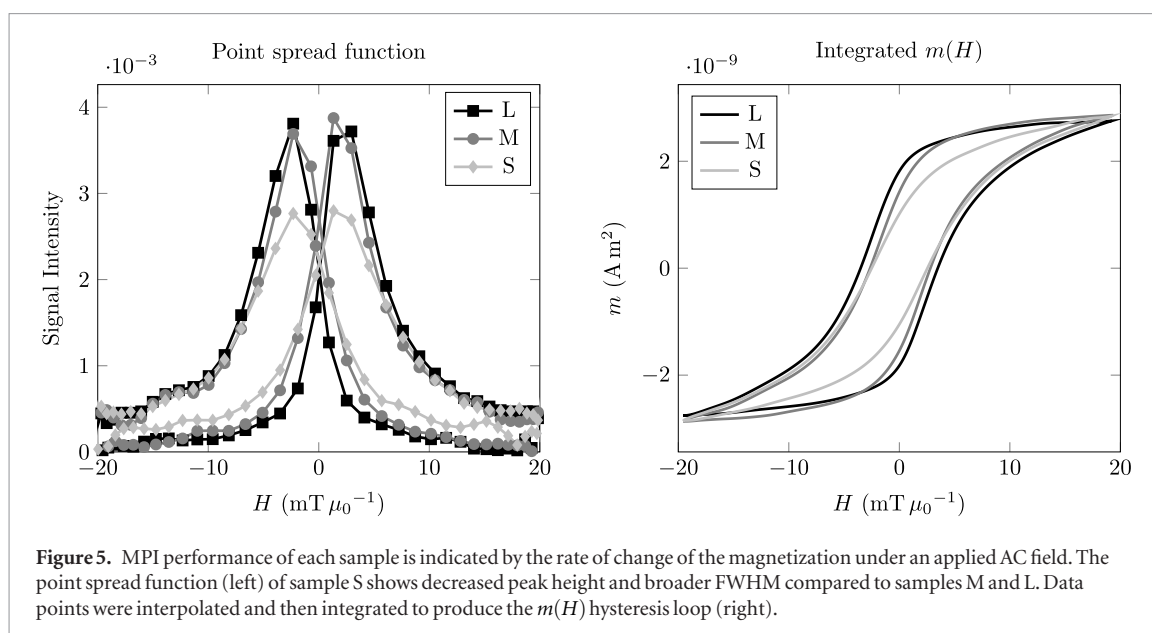 Point spread function
·10⁻³
4
3
2
1
0
−20
−10
0
10
20
Signal Intensity
H (mT μ₀⁻¹)
L
M
S
Integrated m(H)
·10⁻⁹
2
0
−2
−20
−10
0
10
20
m (A m²)
H (mT μ₀⁻¹)
L
M
S
Figure 5. MPI performance of each sample is indicated by the rate of change of the magnetization under an applied AC field. The
point spread function (left) of sample S shows decreased peak height and broader FWHM compared to samples M and L. Data
points were interpolated and then integrated to produce the m(H) hysteresis loop (right).